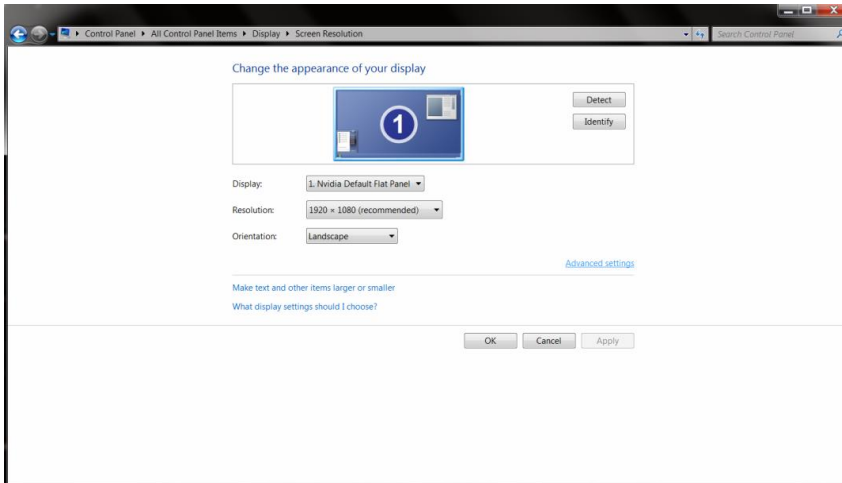 Control Panel ▸ All Control Panel Items ▸ Display ▸ Screen Resolution
Search Control Panel
Change the appearance of your display
1
Detect
Identify
Display: 1. Nvidia Default Flat Panel
Resolution: 1920 × 1080 (recommended)
Orientation: Landscape
Advanced settings
Make text and other items larger or smaller
What display settings should I choose?
OK Cancel Apply